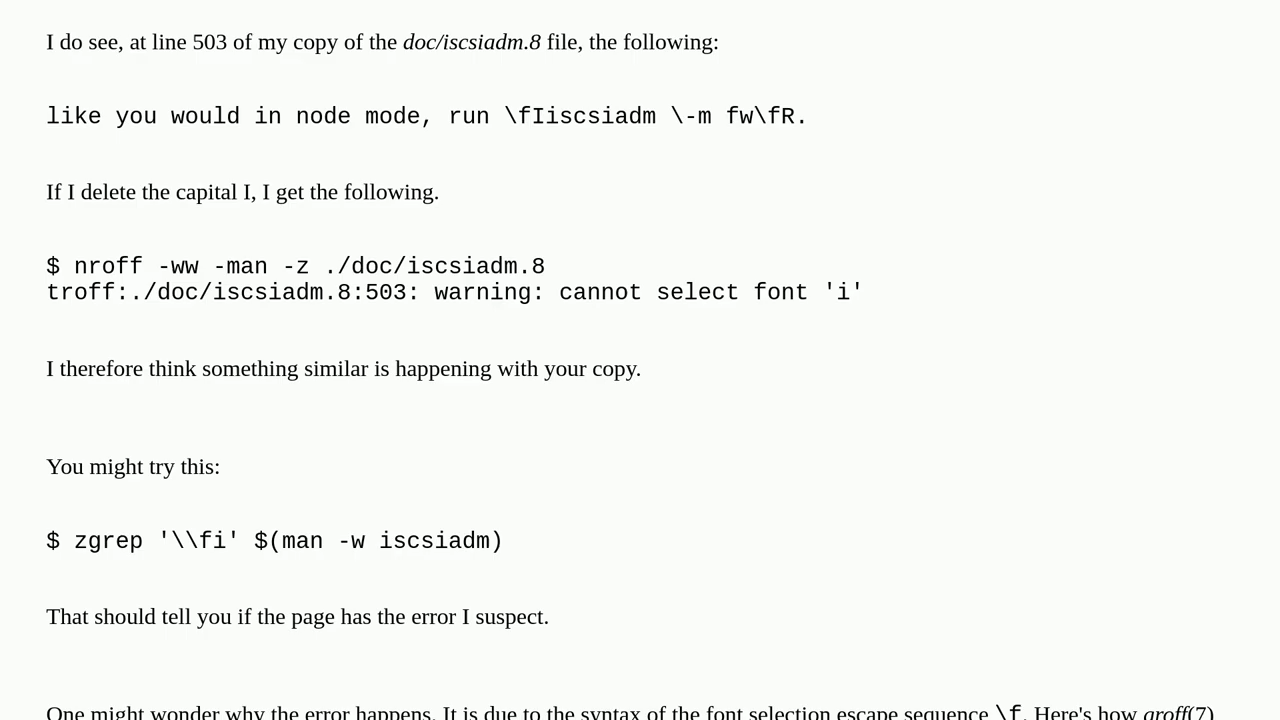 I do see, at line 503 of my copy of the doc/iscsiadm.8 file, the following:
like you would in node mode, run \fIiscsiadm \-m fw\fR.
If I delete the capital I, I get the following.
$ nroff -ww -man -z ./doc/iscsiadm.8
troff:./doc/iscsiadm.8:503: warning: cannot select font 'i'
I therefore think something similar is happening with your copy.
You might try this:
$ zgrep '\\fi' $(man -w iscsiadm)
That should tell you if the page has the error I suspect.
One might wonder why the error happens. It is due to the syntax of the font selection escape sequence \f. Here's how groff(7)